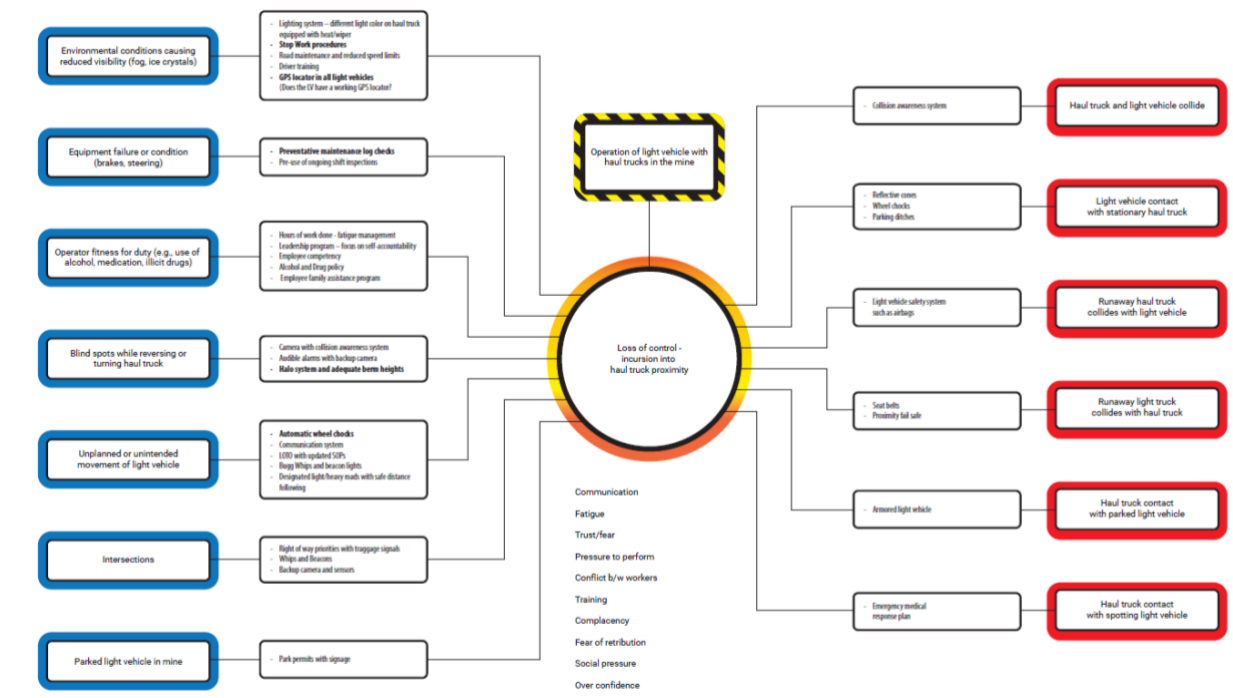 Environmental conditions causing
reduced visibility (fog, ice crystals)
- Lighting system – different light color on haul truck
equipped with heat/wiper
- Stop Work procedures
- Road maintenance and reduced speed limits
- Driver training
- GPS locator in all light vehicles
(Does the LV have a working GPS locator?
Equipment failure or condition
(brakes, steering)
- Preventative maintenance log checks
- Pre-use of ongoing shift inspections
Operator fitness for duty (e.g., use of
alcohol, medication, illicit drugs)
- Hours of work done - fatigue management
- Leadership program – focus on self-accountability
- Employee competency
- Alcohol and Drug policy
- Employee family assistance program
Blind spots while reversing or
turning haul truck
- Camera with collision awareness system
- Audible alarms with backup camera
- Halo system and adequate berm heights
Unplanned or unintended
movement of light vehicle
- Automatic wheel chocks
- Communication system
- LOTO with updated SOPs
- Bugg Whips and beacon lights
- Designated light/heavy roads with safe distance
following
Intersections
- Right of way priorities with traggage signals
- Whips and Beacons
- Backup camera and sensors
Parked light vehicle in mine
- Park permits with signage
Operation of light vehicle with
haul trucks in the mine
Loss of control -
incursion into
haul truck proximity
Communication
Fatigue
Trust/fear
Pressure to perform
Conflict b/w workers
Training
Complacency
Fear of retribution
Social pressure
Over confidence
- Collision awareness system
Haul truck and light vehicle collide
- Reflective cones
- Wheel chocks
- Parking ditches
Light vehicle contact
with stationary haul truck
- Light vehicle safety system
such as airbags
Runaway haul truck
collides with light vehicle
- Seat belts
- Proximity fail safe
Runaway light truck
collides with haul truck
- Armored light vehicle
Haul truck contact
with parked light vehicle
- Emergency medical
response plan
Haul truck contact
with spotting light vehicle